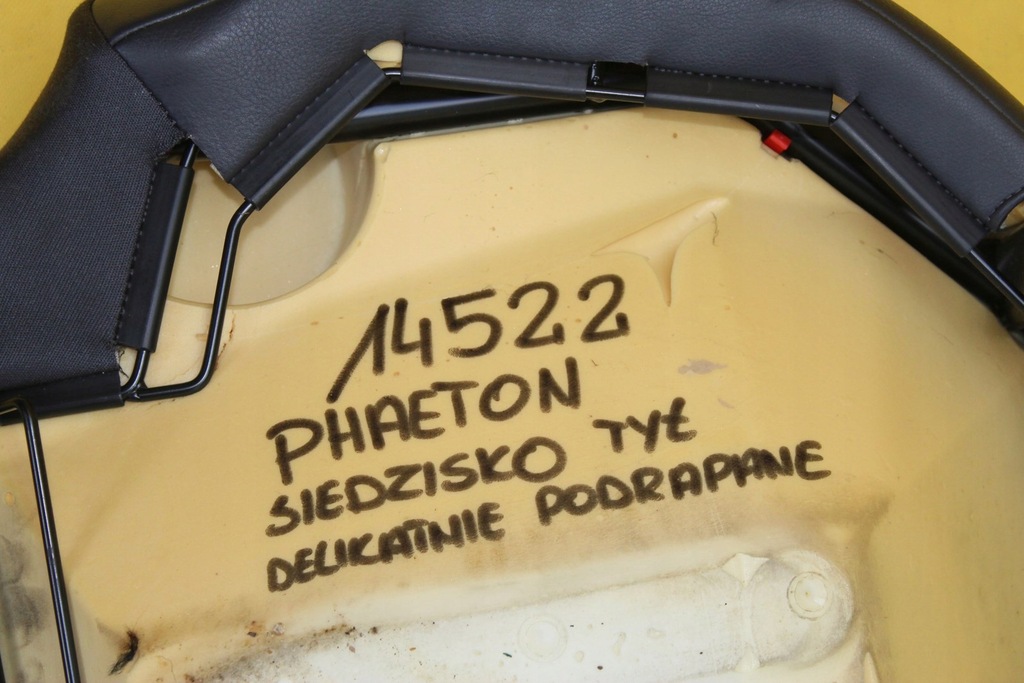 14522
PHAETON
SIEDZISKO TYŁ
DELIKATNIE PODRAPANE